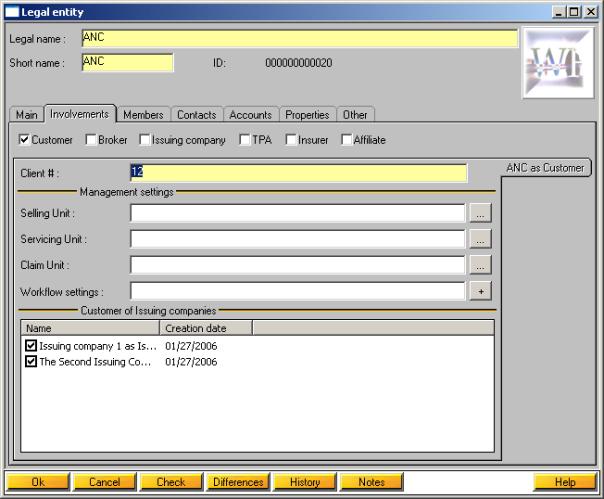 Legal entity
Legal name : ANC
Short name : ANC ID: 000000000020
Main Involvements Members Contacts Accounts Properties Other
Customer Broker Issuing company TPA Insurer Affiliate
Client # : 12 ANC as Customer
Management settings
Selling Unit : ...
Servicing Unit : ...
Claim Unit : ...
Workflow settings : +
Customer of Issuing companies
Name Creation date
Issuing company 1 as Is... 01/27/2006
The Second Issuing Co... 01/27/2006
Ok Cancel Check Differences History Notes Help